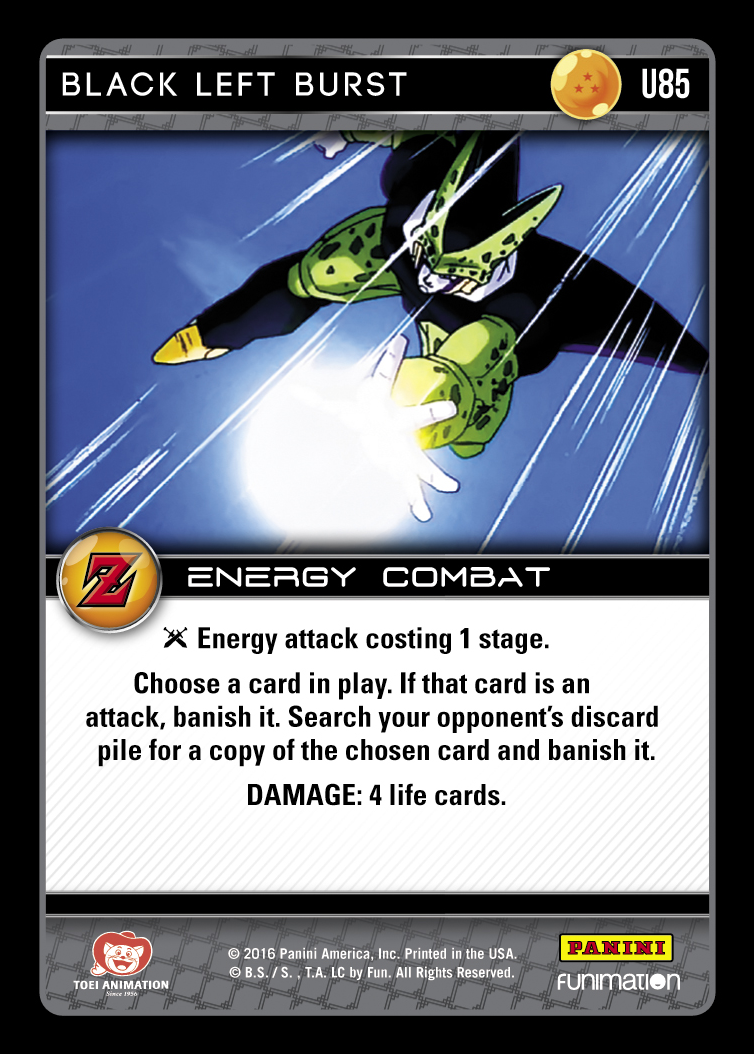 BLACK LEFT BURST
U85
Z
ENERGY COMBAT
Energy attack costing 1 stage.
Choose a card in play. If that card is an
attack, banish it. Search your opponent's discard
pile for a copy of the chosen card and banish it.
DAMAGE: 4 life cards.
TOEI ANIMATION
Since 1956
© 2016 Panini America, Inc. Printed in the USA.
© B.S. / S. , T.A. LC by Fun. All Rights Reserved.
PANINI
FUNIMATION